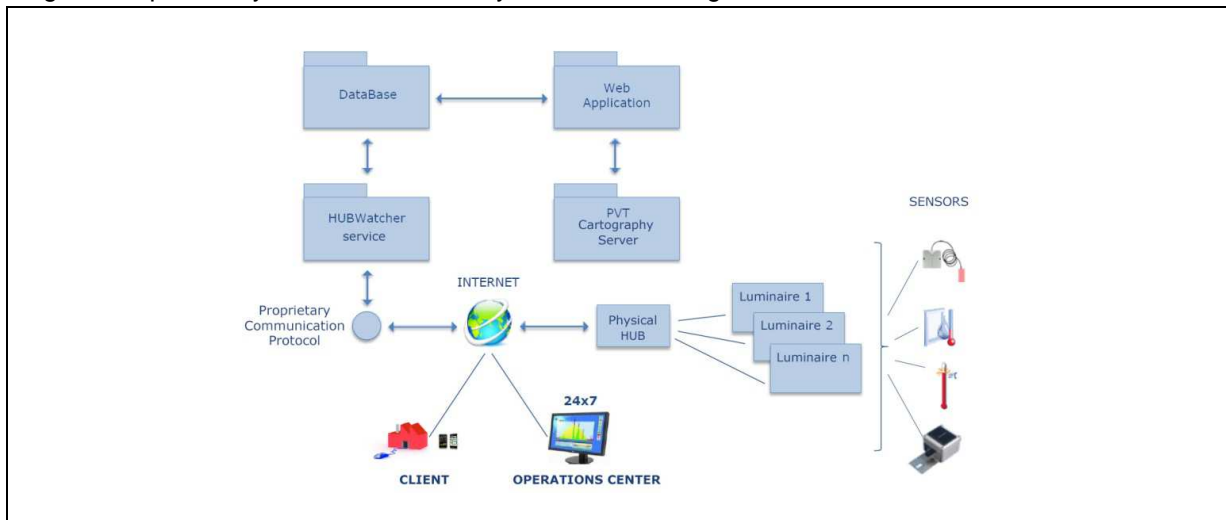 DataBase
Web
Application
HUBWatcher
service
PVT
Cartography
Server
SENSORS
INTERNET
Proprietary
Communication
Protocol
Physical
HUB
Luminaire 1
Luminaire 2
Luminaire n
24x7
CLIENT
OPERATIONS CENTER